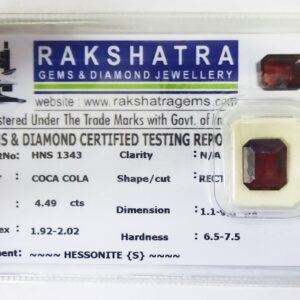 RAKSHATRA
GEMS & DIAMOND JEWELLERY
website : www.rakshatragems.com
stered Under The Trade Marks with Govt. of In
S & DIAMOND CERTIFIED TESTING REPO
: HNS 1343 Clarity : N/A
: COCA COLA Shape/cut : RECT
: 4.49 cts Dimension
: 1.92-2.02 Hardness : 6.5-7.5
ment : ~~~~ HESSONITE {S} ~~~~